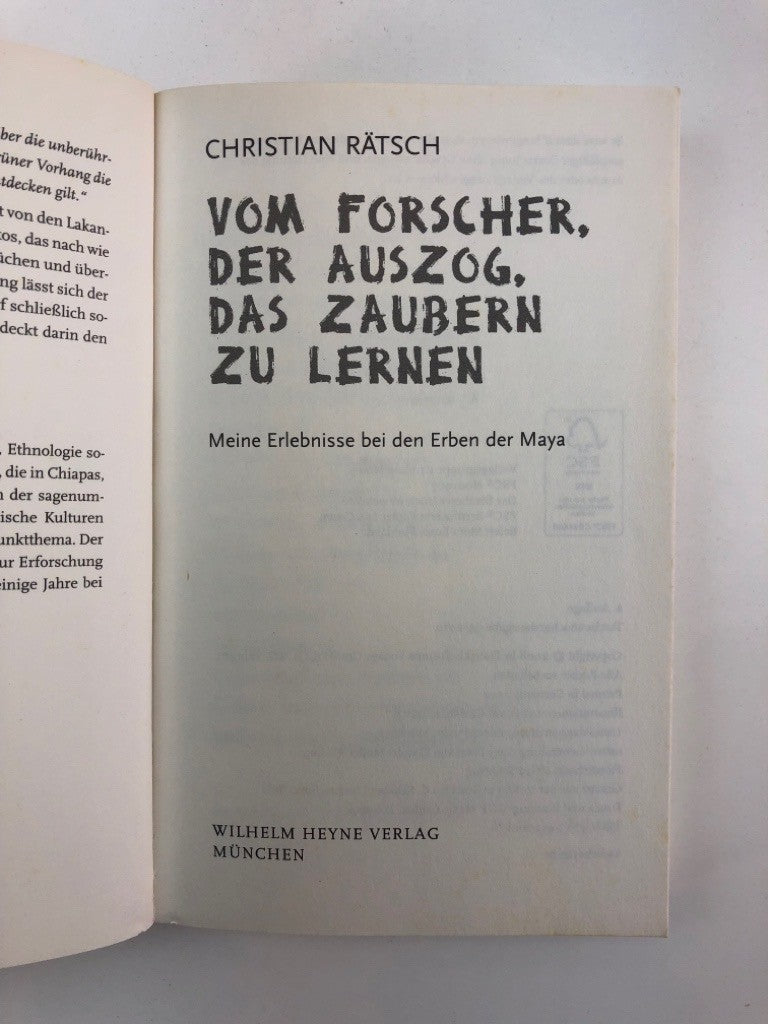 ber die unberühr-
rüner Vorhang die
tdecken gilt.“
t von den Lakan-
os, das nach wie
üchen und über-
ng lässt sich der
f schließlich so-
deckt darin den
, Ethnologie so-
, die in Chiapas,
n der sagenum-
ische Kulturen
unktthema. Der
ur Erforschung
einige Jahre bei
CHRISTIAN RÄTSCH
VOM FORSCHER,
DER AUSZOG,
DAS ZAUBERN
ZU LERNEN
Meine Erlebnisse bei den Erben der Maya
WILHELM HEYNE VERLAG
MÜNCHEN